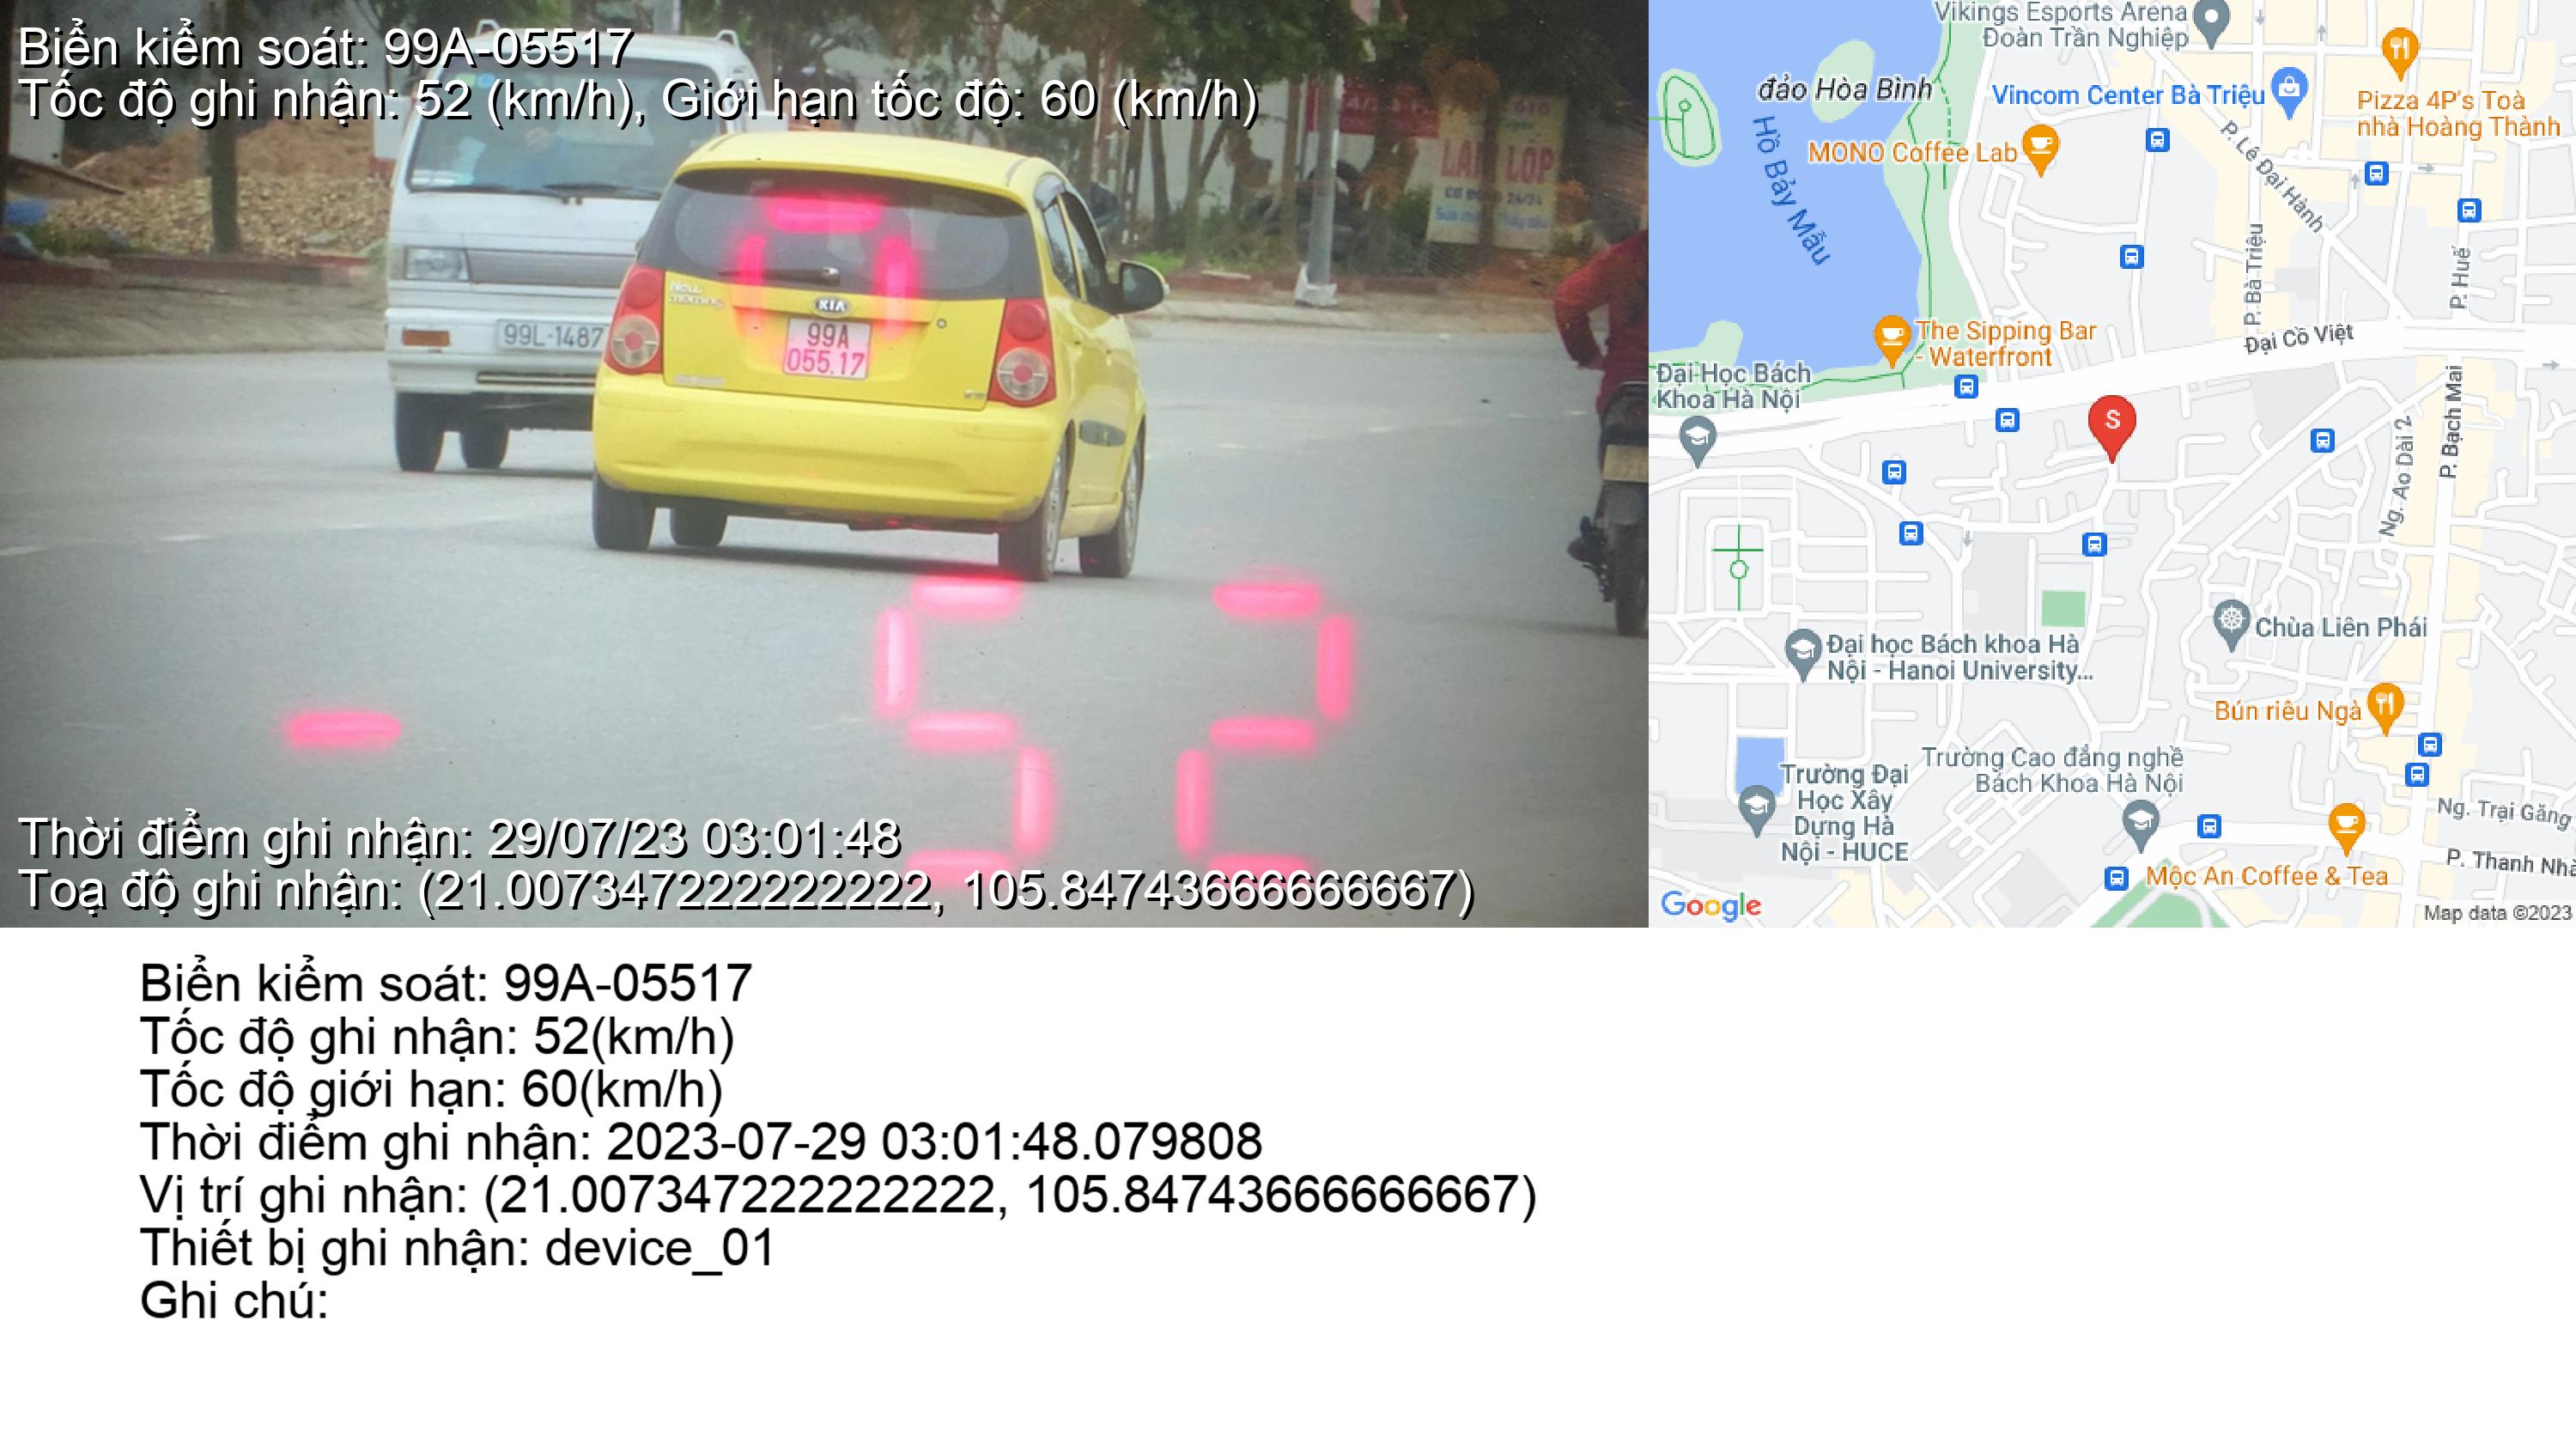 Biển kiểm soát: 99A-05517
Tốc độ ghi nhận: 52 (km/h), Giới hạn tốc độ: 60 (km/h)
LÀM LỐP
New
morning
KIA
99L-1487
99A
055.17
52
Thời điểm ghi nhận: 29/07/23 03:01:48
Toạ độ ghi nhận: (21.007347222222222, 105.84743666666667)
Vikings Esports Arena
Đoàn Trần Nghiệp
đảo Hòa Bình
Vincom Center Bà Triệu
Pizza 4P's Toà
nhà Hoàng Thành
Hồ Bảy Mẫu
MONO Coffee Lab
P. Lê Đại Hành
P. Bà Triệu
P. Huế
The Sipping Bar
- Waterfront
Đại Cồ Việt
Đại Học Bách
Khoa Hà Nội
S
P. Bạch Mai
Ng. Ao Dài 2
Chùa Liên Phái
Đại học Bách khoa Hà
Nội - Hanoi University...
Bún riêu Ngà
Trường Cao đẳng nghề
Bách Khoa Hà Nội
Trường Đại
Học Xây
Dựng Hà
Nội - HUCE
Ng. Trại Găng
P. Thanh Nhà
Mộc An Coffee & Tea
Google
Map data ©2023
Biển kiểm soát: 99A-05517
Tốc độ ghi nhận: 52(km/h)
Tốc độ giới hạn: 60(km/h)
Thời điểm ghi nhận: 2023-07-29 03:01:48.079808
Vị trí ghi nhận: (21.007347222222222, 105.84743666666667)
Thiết bị ghi nhận: device_01
Ghi chú: